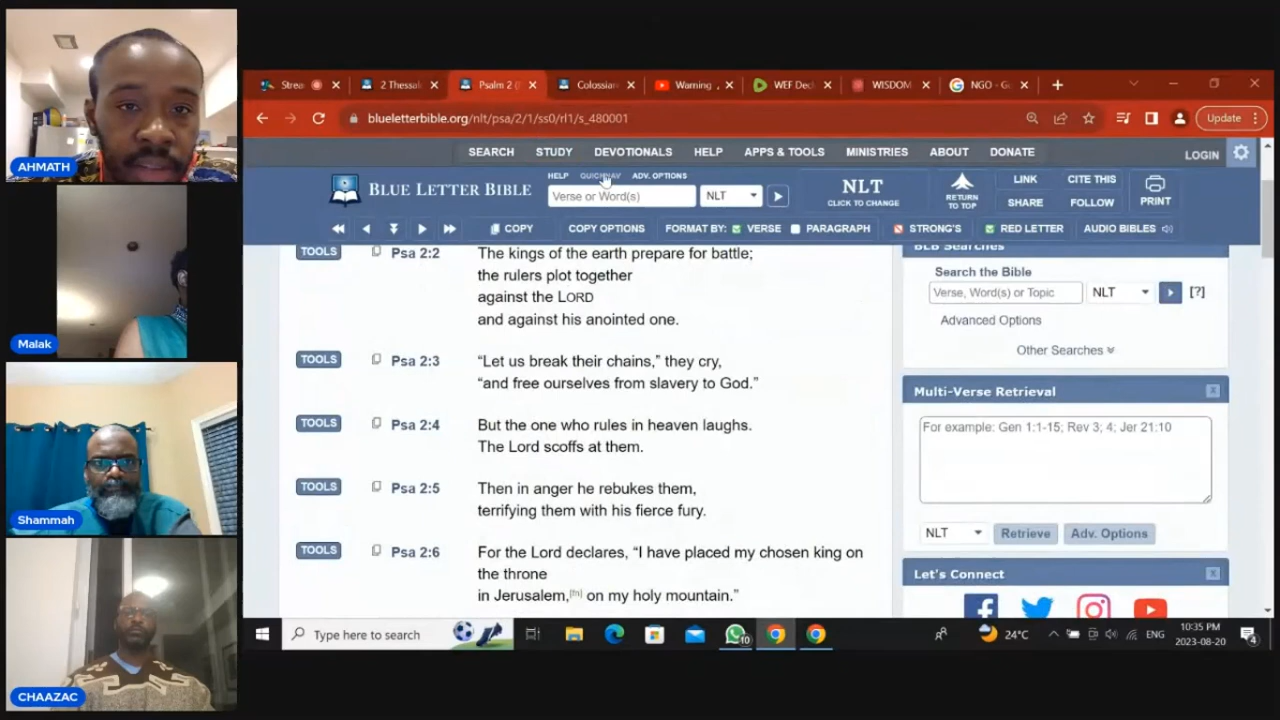 AHMATH
Malak
Shammah
CHAAZAC
Strea
2 Thessal
Psalm 2 (
Colossian
Warning ,
WEF Dec
WISDOM
NGO - G
blueletterbible.org/nlt/psa/2/1/ss0/rl1/s_480001
Update
SEARCH STUDY DEVOTIONALS HELP APPS & TOOLS MINISTRIES ABOUT DONATE
LOGIN
BLUE LETTER BIBLE
HELP QUICKNAV ADV. OPTIONS
Verse or Word(s) NLT
NLT
CLICK TO CHANGE
RETURN
TO TOP
LINK CITE THIS
SHARE FOLLOW
PRINT
COPY COPY OPTIONS FORMAT BY: VERSE PARAGRAPH STRONG'S RED LETTER AUDIO BIBLES
TOOLS Psa 2:2 The kings of the earth prepare for battle;
the rulers plot together
against the LORD
and against his anointed one.
TOOLS Psa 2:3 “Let us break their chains,” they cry,
“and free ourselves from slavery to God.”
TOOLS Psa 2:4 But the one who rules in heaven laughs.
The Lord scoffs at them.
TOOLS Psa 2:5 Then in anger he rebukes them,
terrifying them with his fierce fury.
TOOLS Psa 2:6 For the Lord declares, “I have placed my chosen king on
the throne
in Jerusalem,[fn] on my holy mountain.”
BLB Searches
Search the Bible
Verse, Word(s) or Topic NLT [?]
Advanced Options
Other Searches
Multi-Verse Retrieval
For example: Gen 1:1-15; Rev 3; 4; Jer 21:10
NLT Retrieve Adv. Options
Let's Connect
Type here to search
10
24°C
ENG
10:35 PM
2023-08-20
4